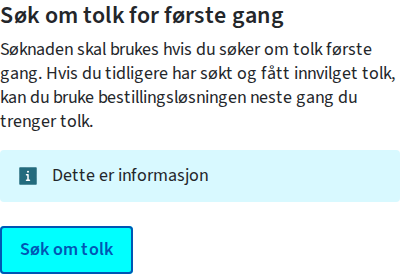 Søk om tolk for første gang
Søknaden skal brukes hvis du søker om tolk første
gang. Hvis du tidligere har søkt og fått innvilget tolk,
kan du bruke bestillingsløsningen neste gang du
trenger tolk.
Dette er informasjon
Søk om tolk